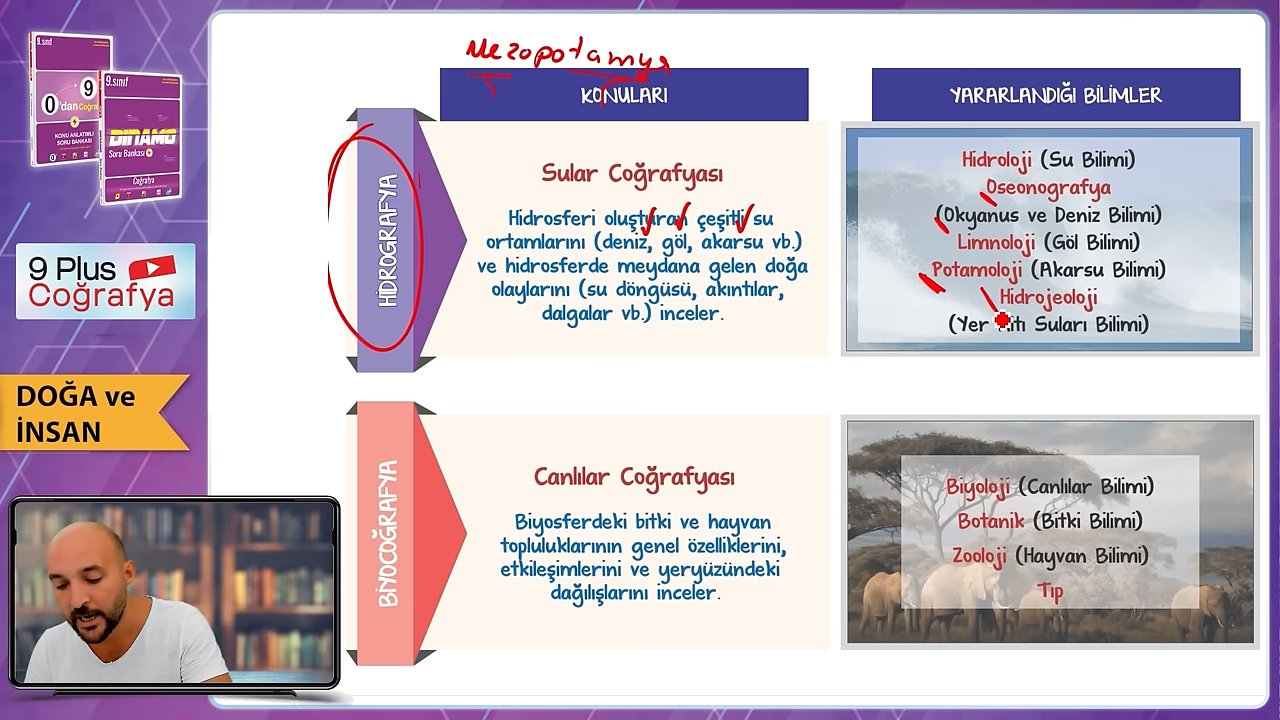 9.sınıf
9
0'dan Coğra
KONU ANLATIMLI
SORU BANKASI
9.sınıf
DİNAMO
Soru Bankası
Coğrafya
9 Plus
Coğrafya
DOĞA ve
İNSAN
Mezopotamya
KONULARI
YARARLANDIĞI BİLİMLER
HİDROGRAFYA
Sular Coğrafyası
Hidrosferi oluşturan çeşitli su
ortamlarını (deniz, göl, akarsu vb.)
ve hidrosferde meydana gelen doğa
olaylarını (su döngüsü, akıntılar,
dalgalar vb.) inceler.
Hidroloji (Su Bilimi)
Oseonografya
(Okyanus ve Deniz Bilimi)
Limnoloji (Göl Bilimi)
Potamoloji (Akarsu Bilimi)
Hidrojeoloji
(Yer Altı Suları Bilimi)
BİYOCOĞRAFYA
Canlılar Coğrafyası
Biyosferdeki bitki ve hayvan
topluluklarının genel özelliklerini,
etkileşimlerini ve yeryüzündeki
dağılışlarını inceler.
Biyoloji (Canlılar Bilimi)
Botanik (Bitki Bilimi)
Zooloji (Hayvan Bilimi)
Tıp